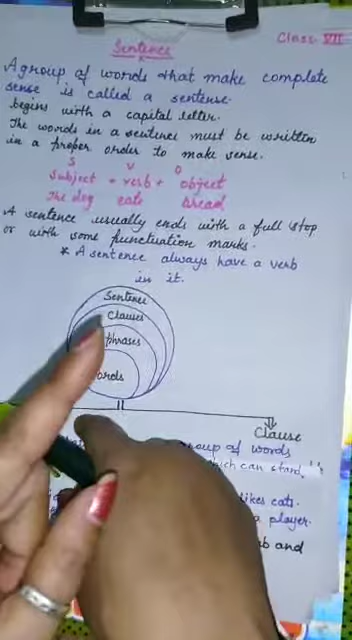 Class VII
Sentence
A group of words that make complete
sense is called a sentence.
begins with a capital letter.
The words in a sentence must be written
in a proper order to make sense.
S V O
Subject + verb + object
The dog eats bread
A sentence usually ends with a full stop
or with some punctuation marks.
* A sentence always have a verb
in it.
Sentence
Clauses
phrases
Clause
group of words
which can stand
likes cats.
a player.
and